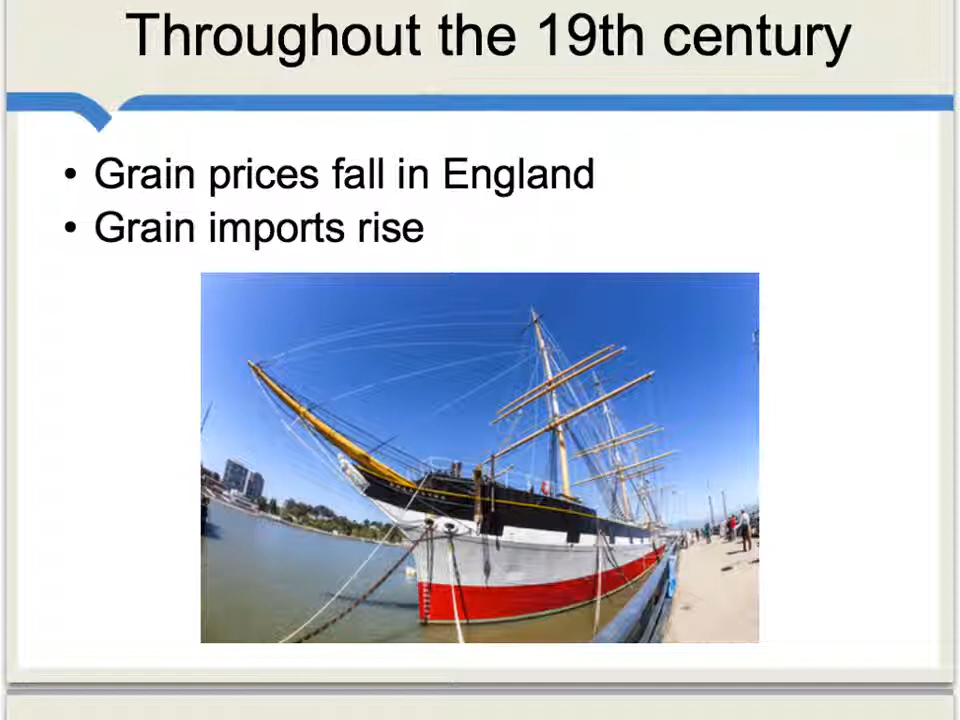 Throughout the 19th century
• Grain prices fall in England
• Grain imports rise